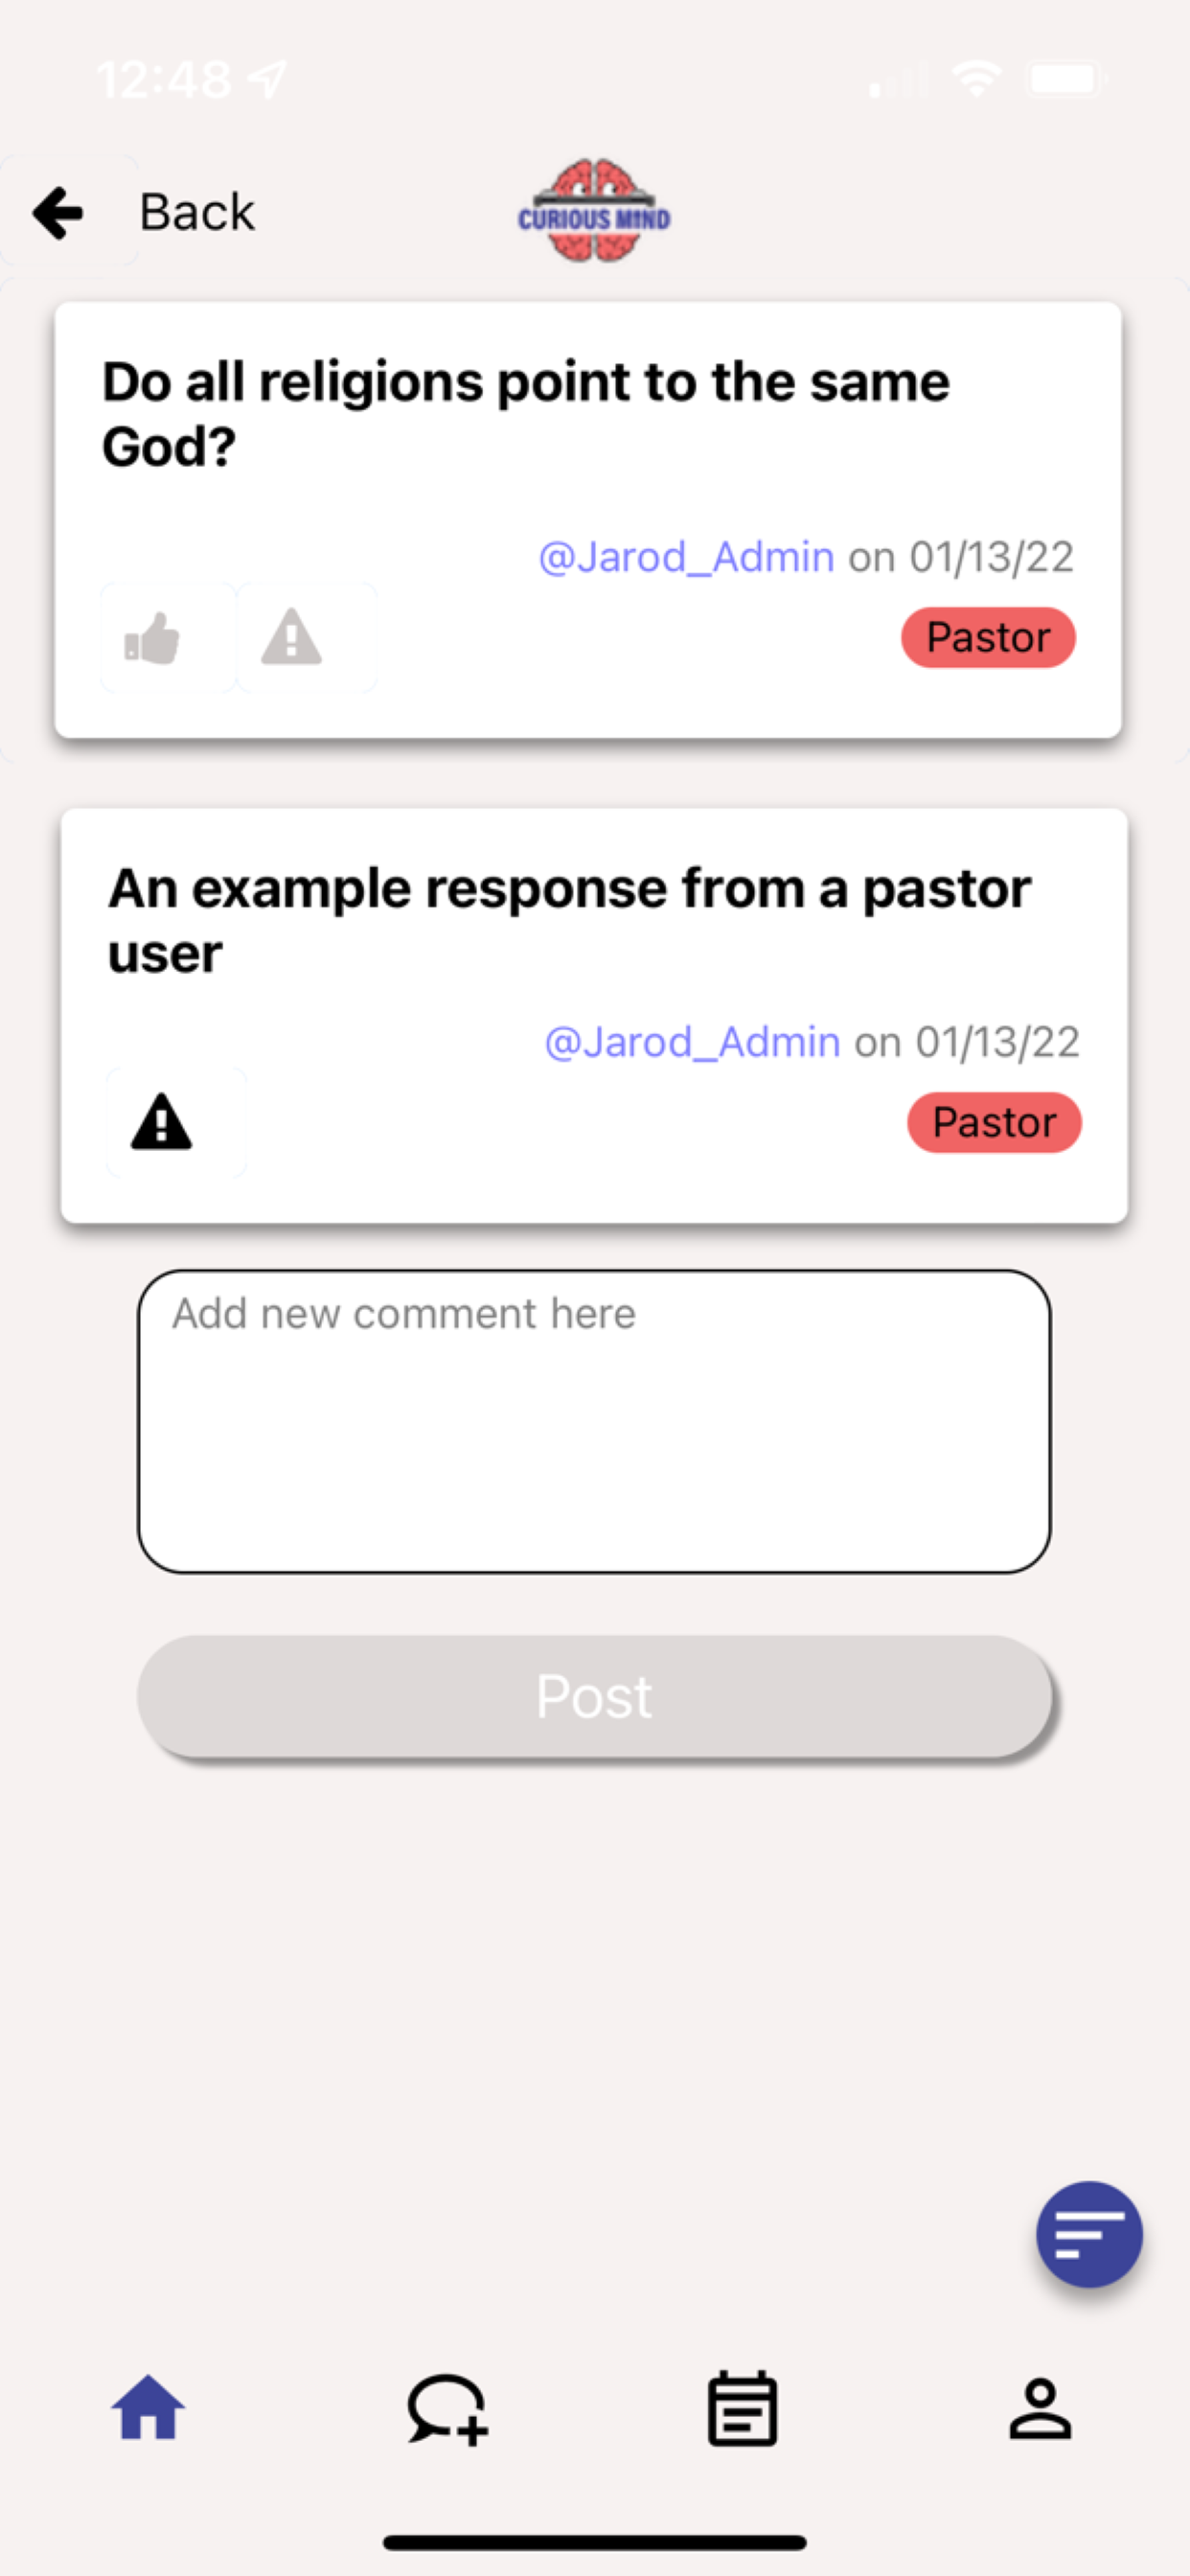 12:48
Back
CURIOUS MIND
Do all religions point to the same
God?
@Jarod_Admin on 01/13/22
Pastor
An example response from a pastor
user
@Jarod_Admin on 01/13/22
Pastor
Add new comment here
Post